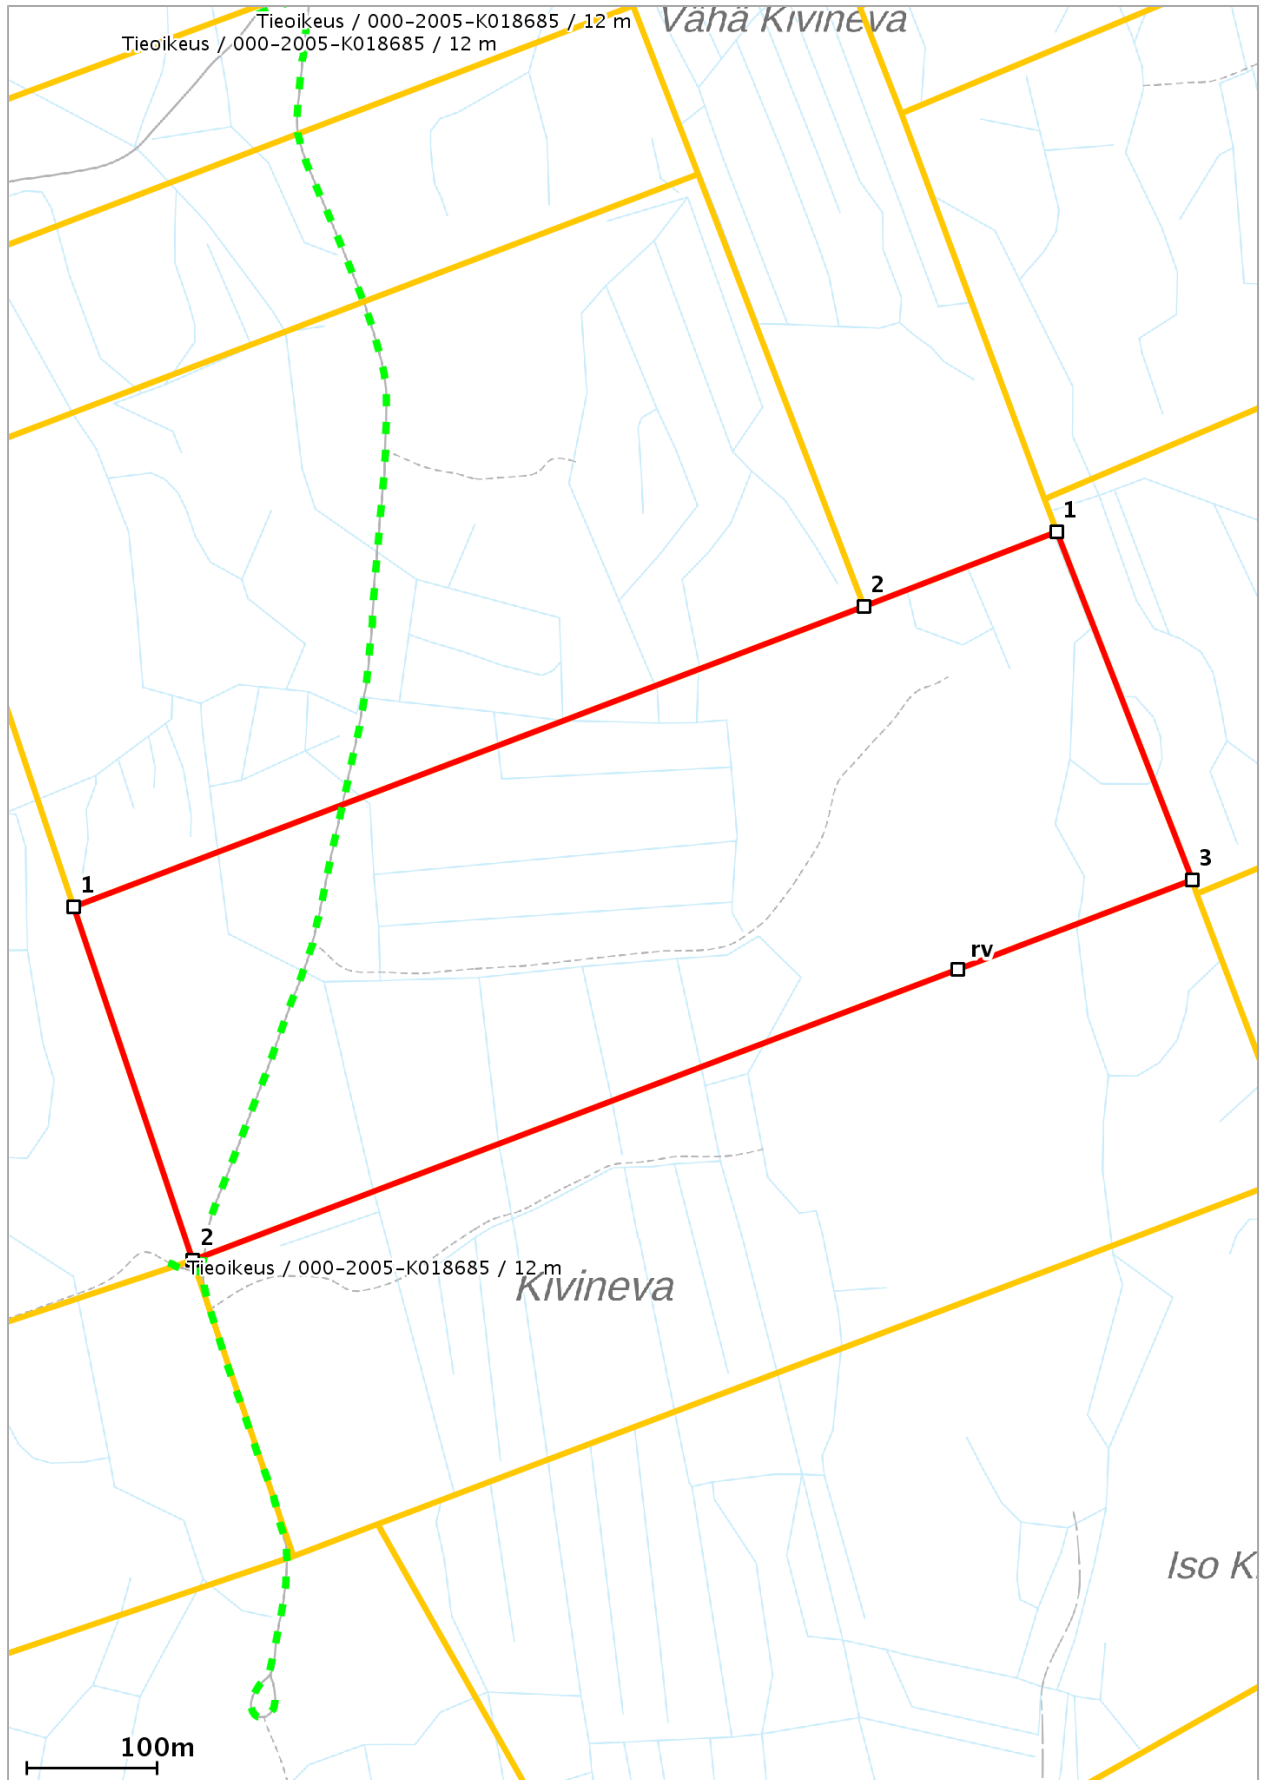 Tieoikeus / 000-2005-K018685 / 12 m
Vähä Kivineva
Tieoikeus / 000-2005-K018685 / 12 m
1
2
3
1
rv
2
Tieoikeus / 000-2005-K018685 / 12 m
Kivineva
Iso K
100m